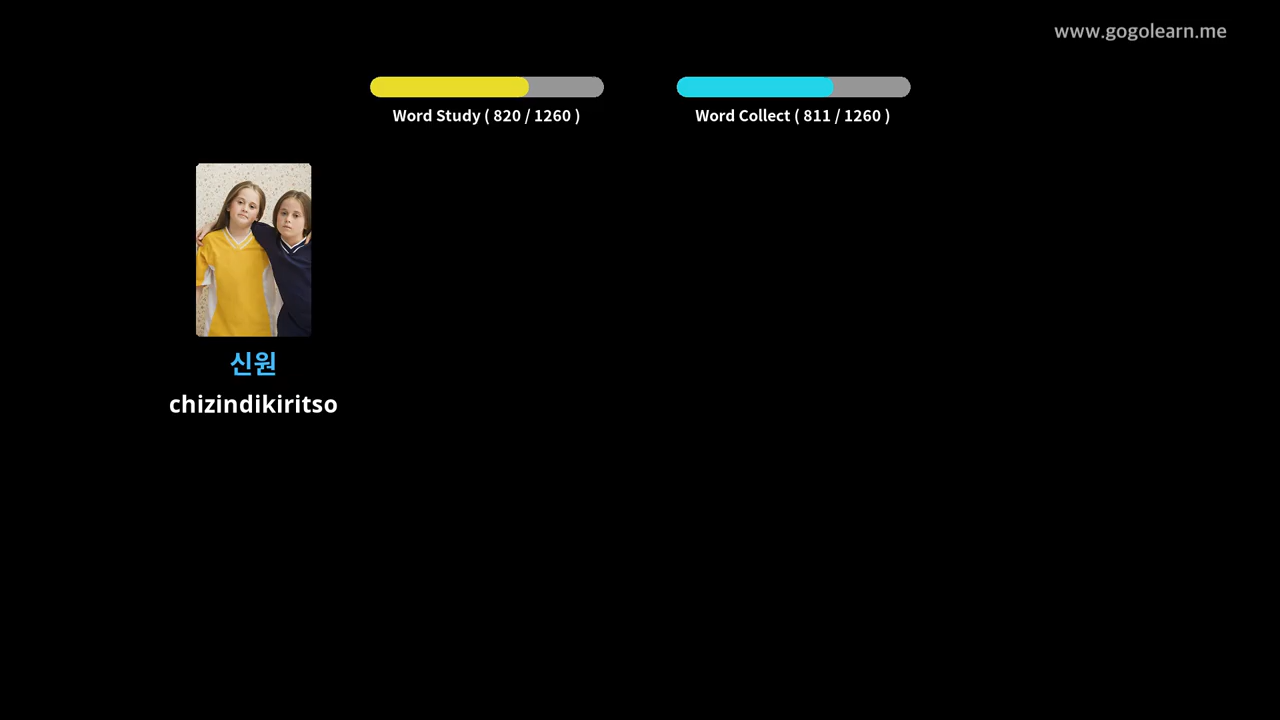 www.gogolearn.me
Word Study ( 820 / 1260 )
Word Collect ( 811 / 1260 )
신원
chizindikiritso